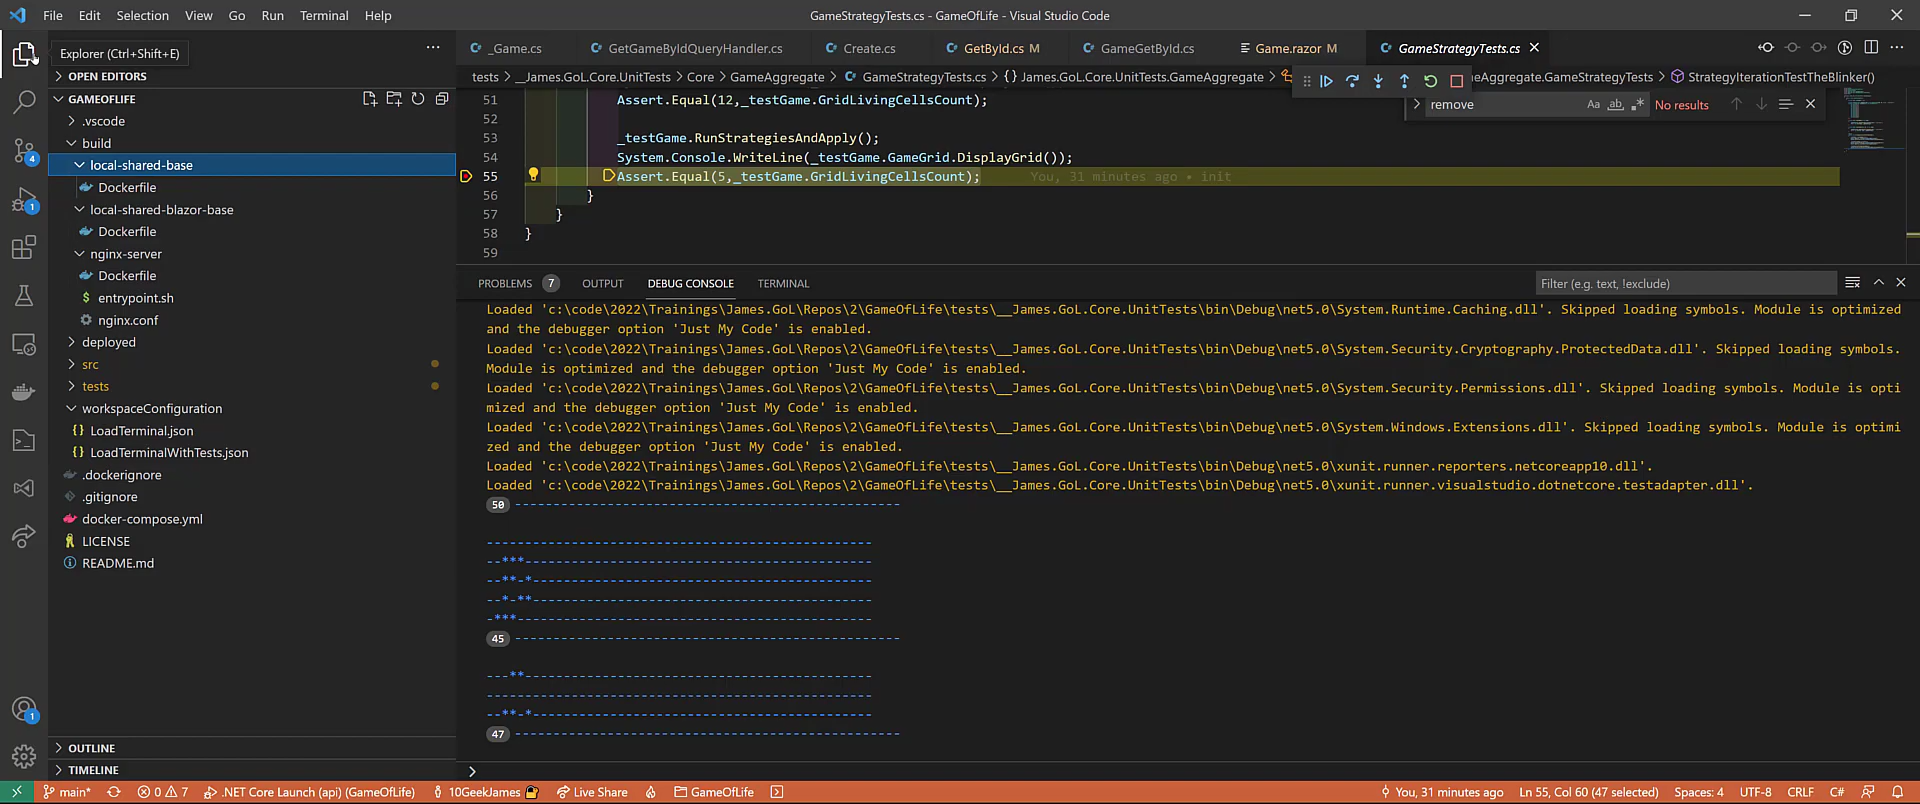 File Edit Selection View Go Run Terminal Help
GameStrategyTests.cs - GameOfLife - Visual Studio Code
Explorer (Ctrl+Shift+E)
_Game.cs
GetGameByIdQueryHandler.cs
Create.cs
GetById.cs M
GameGetById.cs
Game.razor M
GameStrategyTests.cs
OPEN EDITORS
tests > __James.GoL.Core.UnitTests > Core > GameAggregate > GameStrategyTests.cs > {} James.GoL.Core.UnitTests.GameAggregate > eAggregate.GameStrategyTests > StrategyIterationTestTheBlinker()
GAMEOFLIFE
.vscode
build
local-shared-base
Dockerfile
local-shared-blazor-base
Dockerfile
nginx-server
Dockerfile
$ entrypoint.sh
nginx.conf
deployed
src
tests
workspaceConfiguration
{} LoadTerminal.json
{} LoadTerminalWithTests.json
.dockerignore
.gitignore
docker-compose.yml
LICENSE
README.md
OUTLINE
TIMELINE
4
1
1
remove
Aa ab No results
51 Assert.Equal(12,_testGame.GridLivingCellsCount);
52
53 _testGame.RunStrategiesAndApply();
54 System.Console.WriteLine(_testGame.GameGrid.DisplayGrid());
55 Assert.Equal(5,_testGame.GridLivingCellsCount); You, 31 minutes ago • init
56 }
57 }
58 }
59
PROBLEMS 7 OUTPUT DEBUG CONSOLE TERMINAL
Filter (e.g. text, !exclude)
Loaded 'c:\code\2022\Trainings\James.GoL\Repos\2\GameOfLife\tests\__James.GoL.Core.UnitTests\bin\Debug\net5.0\System.Runtime.Caching.dll'. Skipped loading symbols. Module is optimized
and the debugger option 'Just My Code' is enabled.
Loaded 'c:\code\2022\Trainings\James.GoL\Repos\2\GameOfLife\tests\__James.GoL.Core.UnitTests\bin\Debug\net5.0\System.Security.Cryptography.ProtectedData.dll'. Skipped loading symbols.
Module is optimized and the debugger option 'Just My Code' is enabled.
Loaded 'c:\code\2022\Trainings\James.GoL\Repos\2\GameOfLife\tests\__James.GoL.Core.UnitTests\bin\Debug\net5.0\System.Security.Permissions.dll'. Skipped loading symbols. Module is opti
mized and the debugger option 'Just My Code' is enabled.
Loaded 'c:\code\2022\Trainings\James.GoL\Repos\2\GameOfLife\tests\__James.GoL.Core.UnitTests\bin\Debug\net5.0\System.Windows.Extensions.dll'. Skipped loading symbols. Module is optimi
zed and the debugger option 'Just My Code' is enabled.
Loaded 'c:\code\2022\Trainings\James.GoL\Repos\2\GameOfLife\tests\__James.GoL.Core.UnitTests\bin\Debug\net5.0\xunit.runner.reporters.netcoreapp10.dll'.
Loaded 'c:\code\2022\Trainings\James.GoL\Repos\2\GameOfLife\tests\__James.GoL.Core.UnitTests\bin\Debug\net5.0\xunit.runner.visualstudio.dotnetcore.testadapter.dll'.
50 --------------------------------------------------
--------------------------------------------------
--***---------------------------------------------
--**-*--------------------------------------------
--*-**--------------------------------------------
-***----------------------------------------------
45 --------------------------------------------------
---**---------------------------------------------
--------------------------------------------------
--**-*--------------------------------------------
47 --------------------------------------------------
main* 0 7 .NET Core Launch (api) (GameOfLife) 10GeekJames Live Share GameOfLife You, 31 minutes ago Ln 55, Col 60 (47 selected) Spaces: 4 UTF-8 CRLF C#